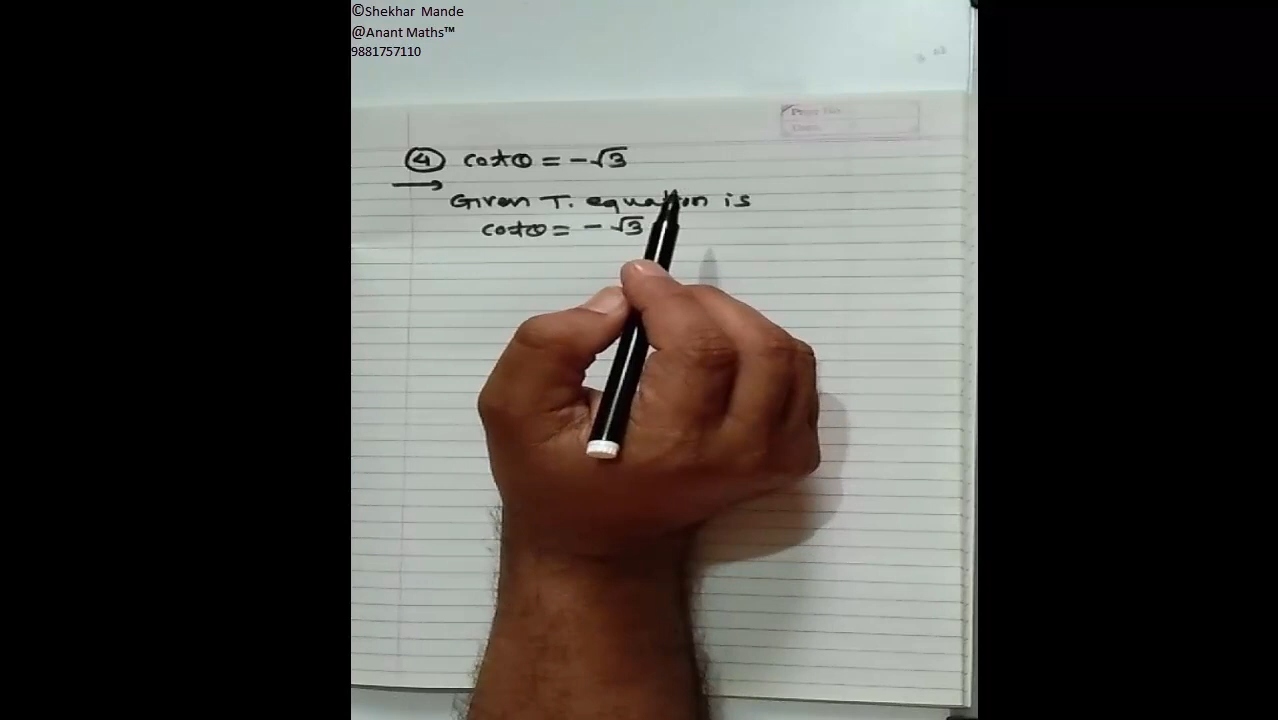 ©Shekhar Mande
@Anant Maths™
9881757110
④ cotθ = -√3
Given T. equation is
cotθ = - √3